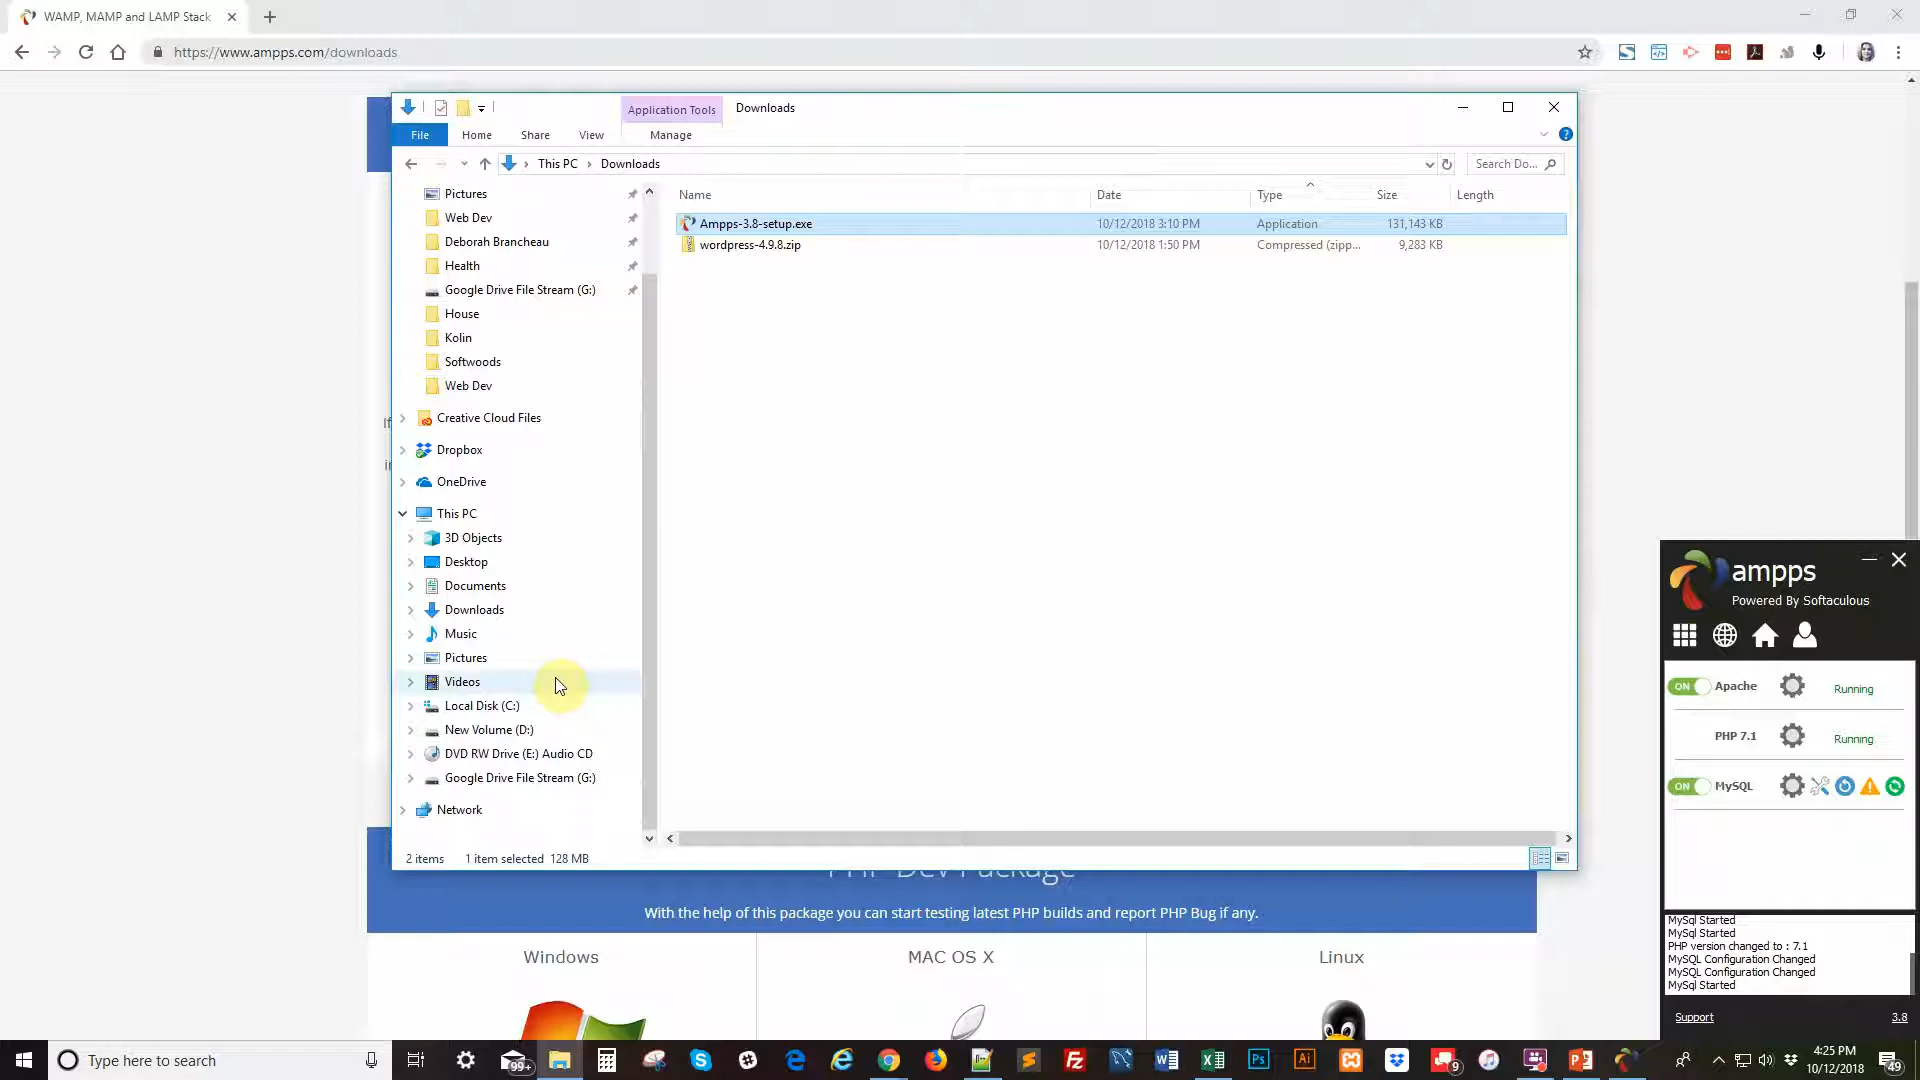 WAMP, MAMP and LAMP Stack
https://www.ampps.com/downloads
Application Tools
Downloads
File
Home
Share
View
Manage
This PC
Downloads
Search Do...
Pictures
Web Dev
Deborah Brancheau
Health
Google Drive File Stream (G:)
House
Kolin
Softwoods
Web Dev
Creative Cloud Files
Dropbox
OneDrive
This PC
3D Objects
Desktop
Documents
Downloads
Music
Pictures
Videos
Local Disk (C:)
New Volume (D:)
DVD RW Drive (E:) Audio CD
Google Drive File Stream (G:)
Network
Name Date Type Size Length
Ampps-3.8-setup.exe 10/12/2018 3:10 PM Application 131,143 KB
wordpress-4.9.8.zip 10/12/2018 1:50 PM Compressed (zipp... 9,283 KB
2 items 1 item selected 128 MB
PHP Dev Package
With the help of this package you can start testing latest PHP builds and report PHP Bug if any.
Windows
MAC OS X
Linux
ampps
Powered By Softaculous
ON Apache Running
PHP 7.1 Running
ON MySQL
MySql Started
MySql Started
PHP version changed to : 7.1
MySQL Configuration Changed
MySQL Configuration Changed
MySql Started
Support 3.8
Type here to search
99+
9
4:25 PM
10/12/2018
49